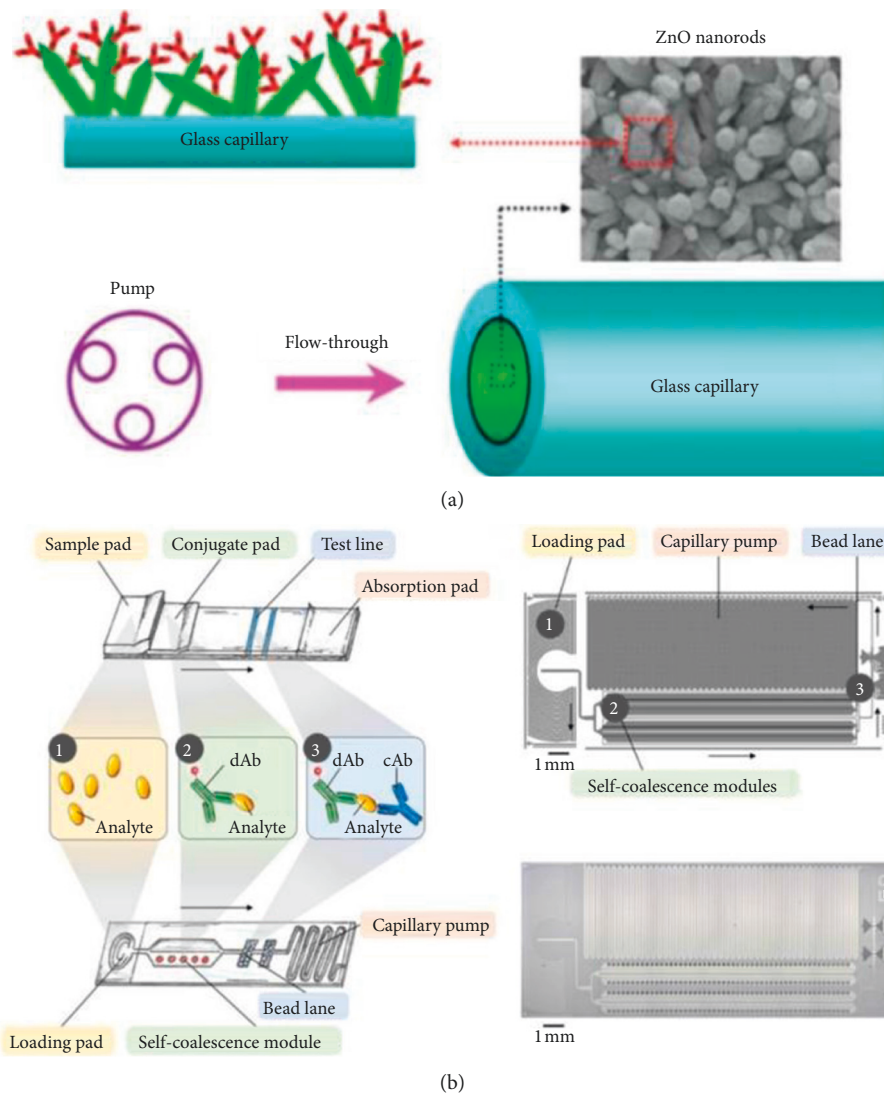 ZnO nanorods
Glass capillary
Pump
Flow-through
Glass capillary
(a)
Sample pad
Conjugate pad
Test line
Absorption pad
1
2
3
dAb
dAb
cAb
Analyte
Analyte
Analyte
Capillary pump
Bead lane
Loading pad
Self-coalescence module
Loading pad
Capillary pump
Bead lane
1
2
3
1 mm
Self-coalescence modules
1 mm
(b)